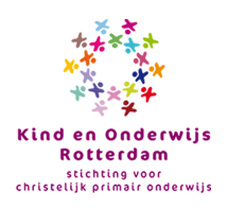 Kind en Onderwijs
Rotterdam
stichting voor
christelijk primair onderwijs